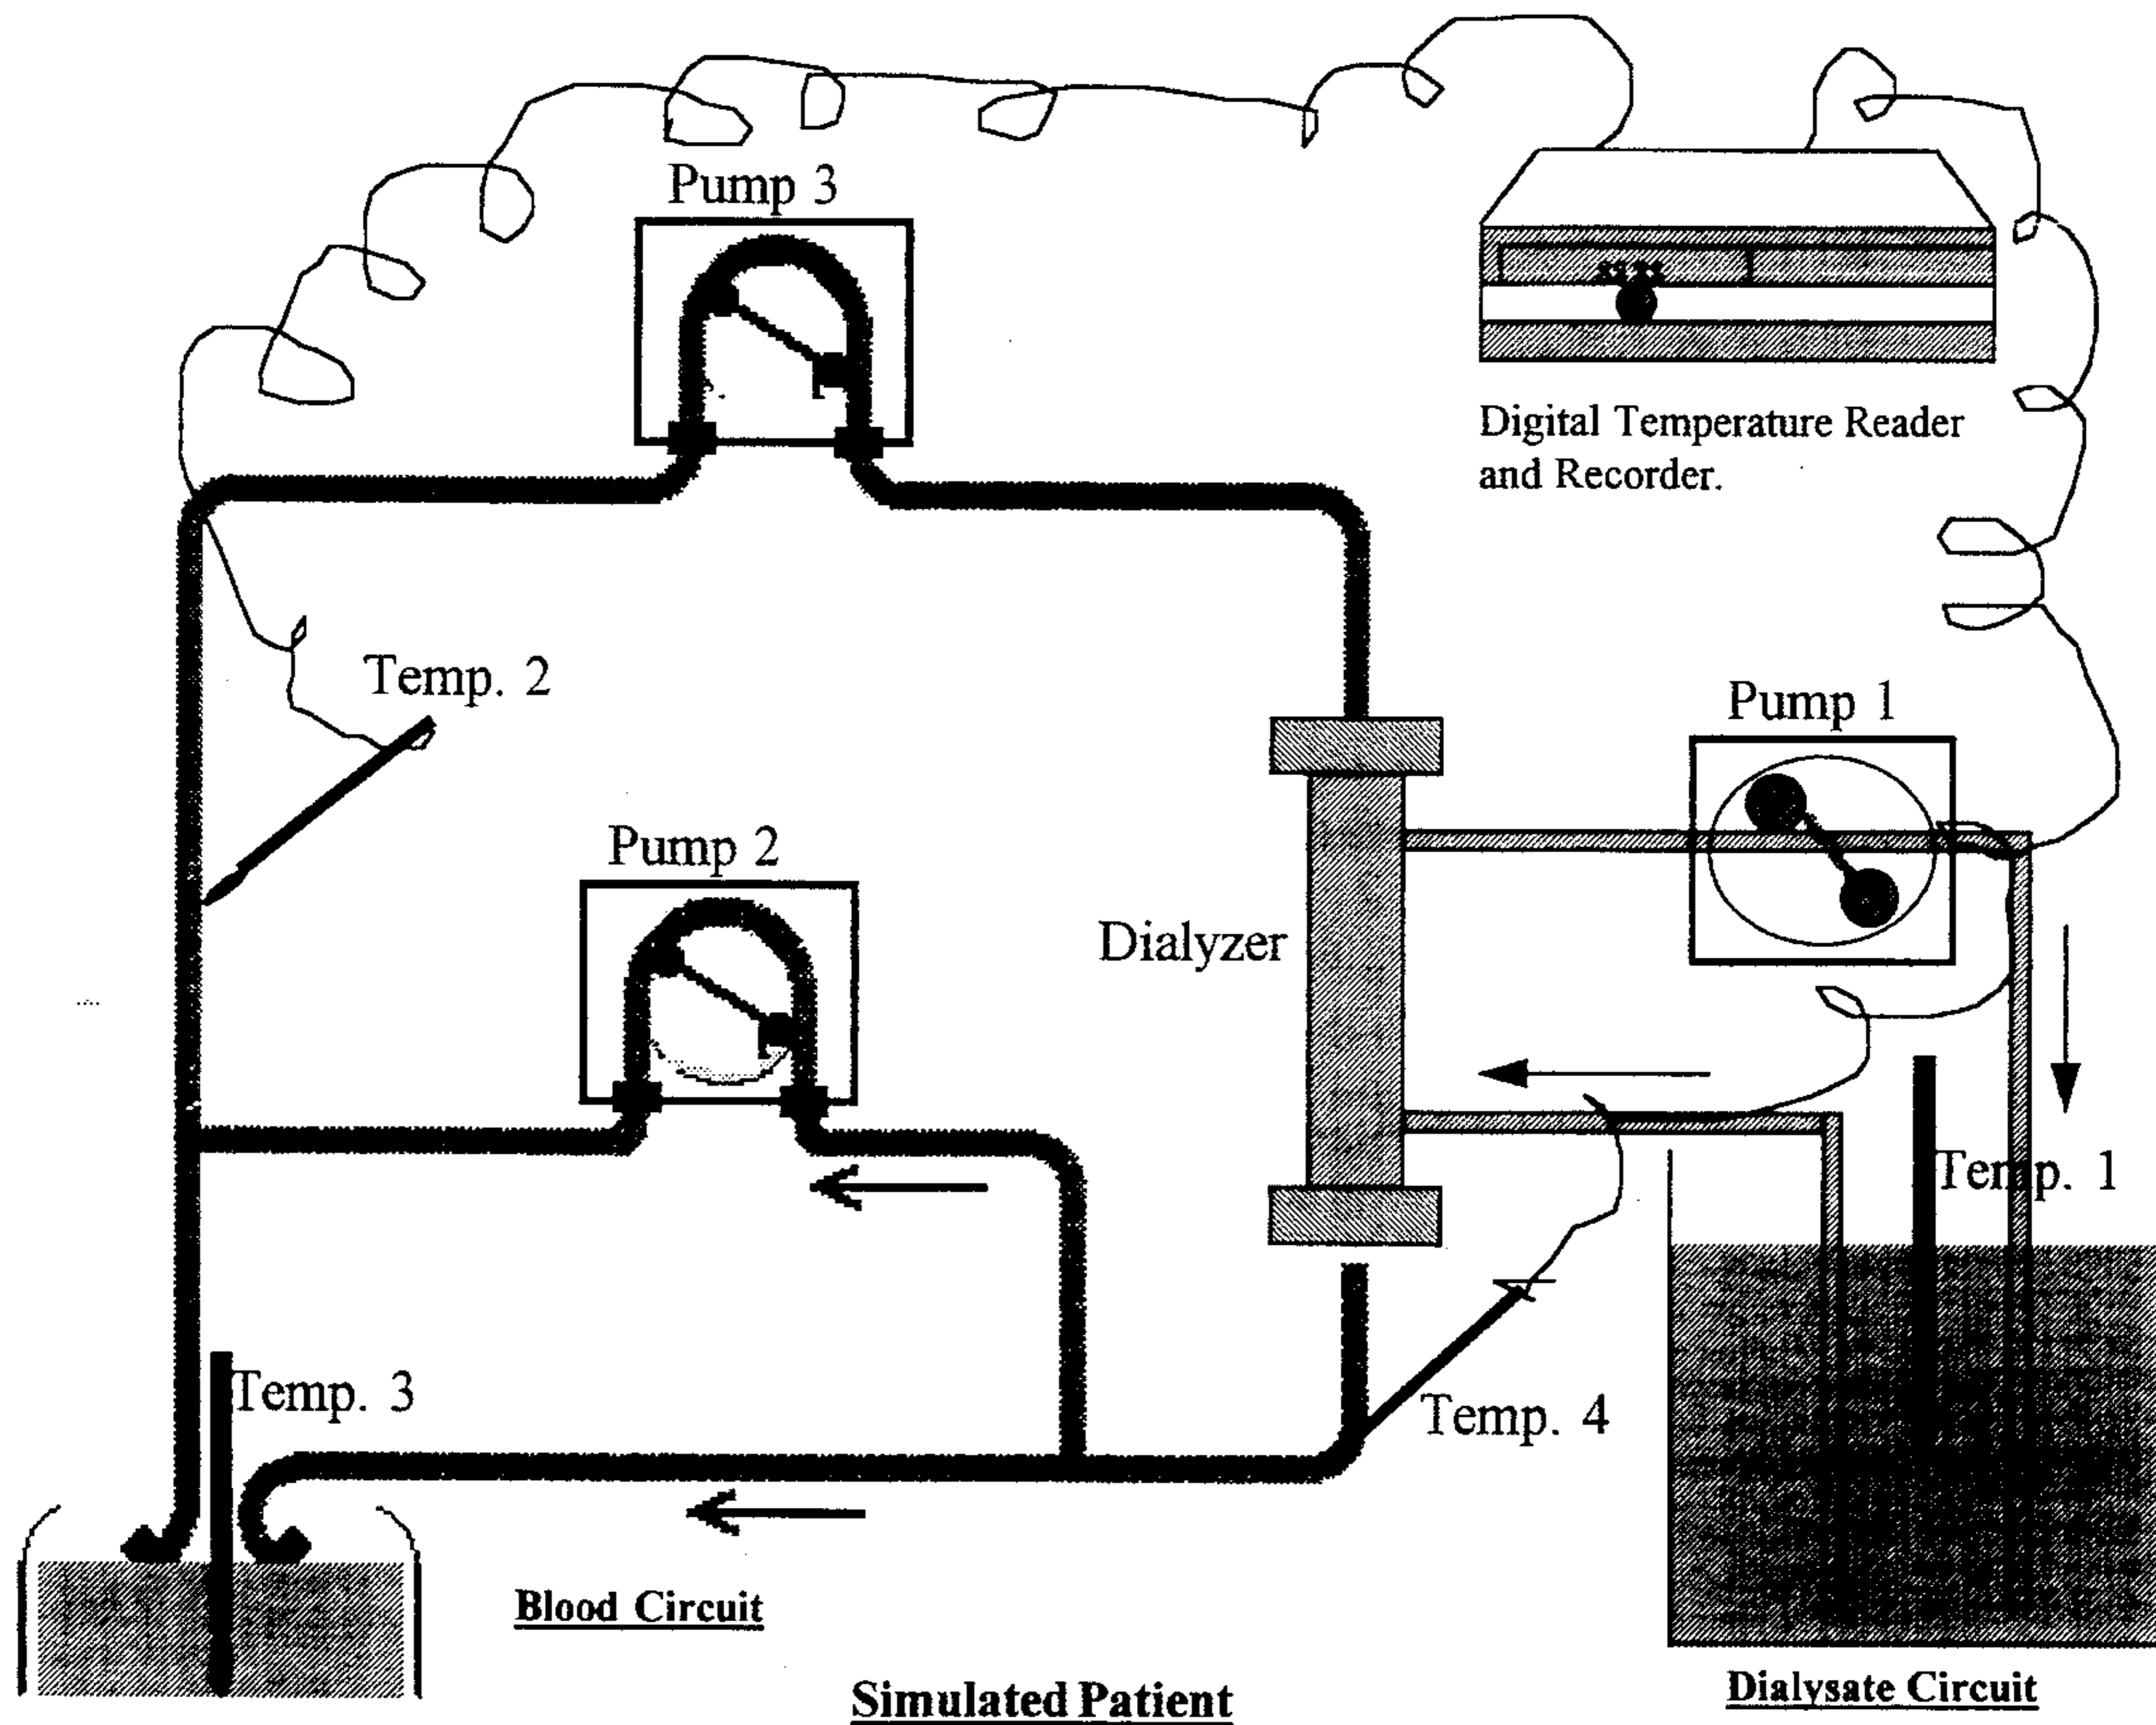 Pump 3
Digital Temperature Reader
and Recorder.
Temp. 2
Pump 1
Pump 2
Dialyzer
Temp. 1
Temp. 3
Temp. 4
Blood Circuit
Simulated Patient
Dialysate Circuit